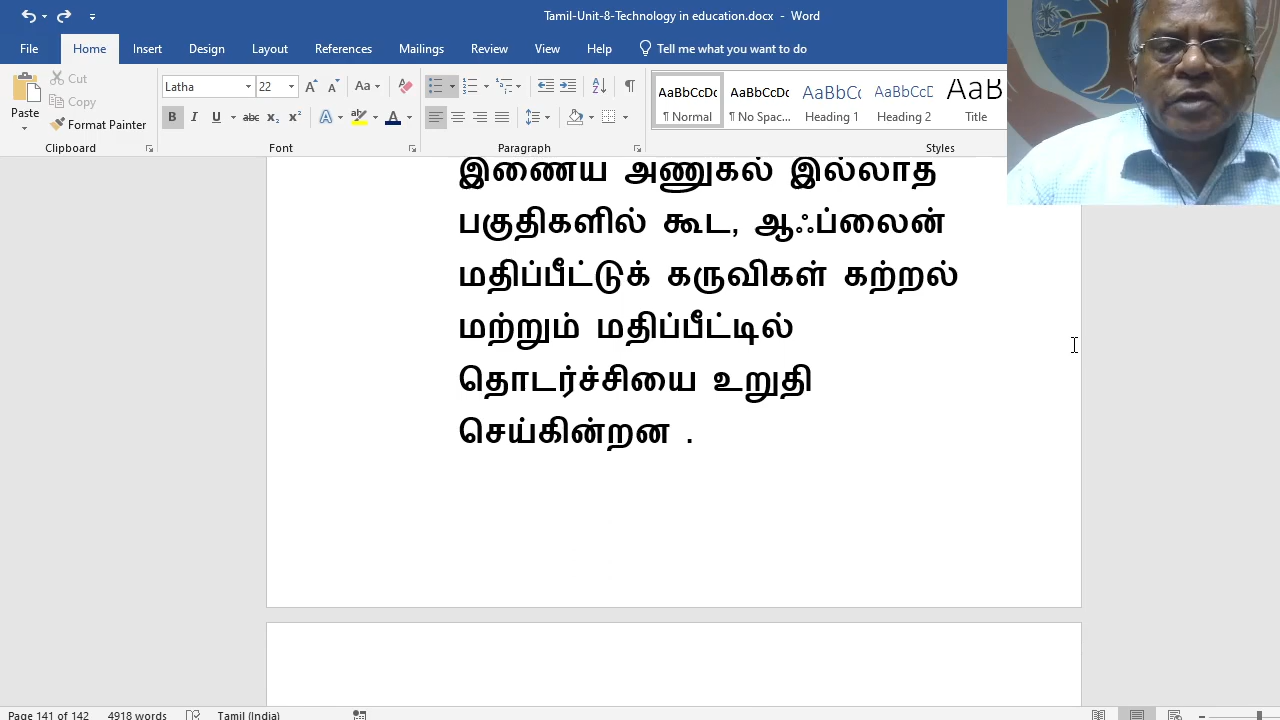 Tamil-Unit-8-Technology in education.docx - Word
File Home Insert Design Layout References Mailings Review View Help Tell me what you want to do
Cut
Copy
Paste
Format Painter
Clipboard
Latha 22
Font
Paragraph
AaBbCcDc AaBbCcDc AaBbC( AaBbCcD AaB
¶ Normal ¶ No Spac... Heading 1 Heading 2 Title
Styles
இணைய அணுகல் இல்லாத
பகுதிகளில் கூட, ஆஃப்லைன்
மதிப்பீட்டுக் கருவிகள் கற்றல்
மற்றும் மதிப்பீட்டில்
தொடர்ச்சியை உறுதி
செய்கின்றன .
Page 141 of 142 4918 words Tamil (India)